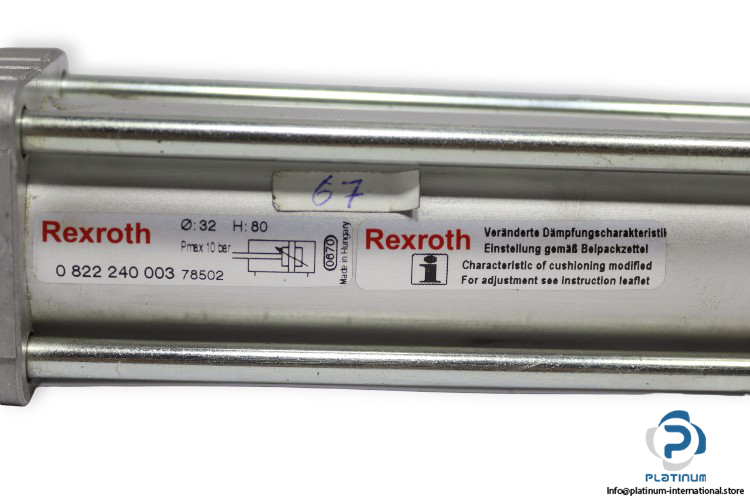 67
Rexroth
Ø:32 H:80
Pmax 10 bar
0670
Made in Hungary
0 822 240 003 78502
Rexroth
Veränderte Dämpfungscharakteristik
Einstellung gemäß Beipackzettel
i
Characteristic of cushioning modified
For adjustment see instruction leaflet
PLATINUM
Info@platinum-international.store